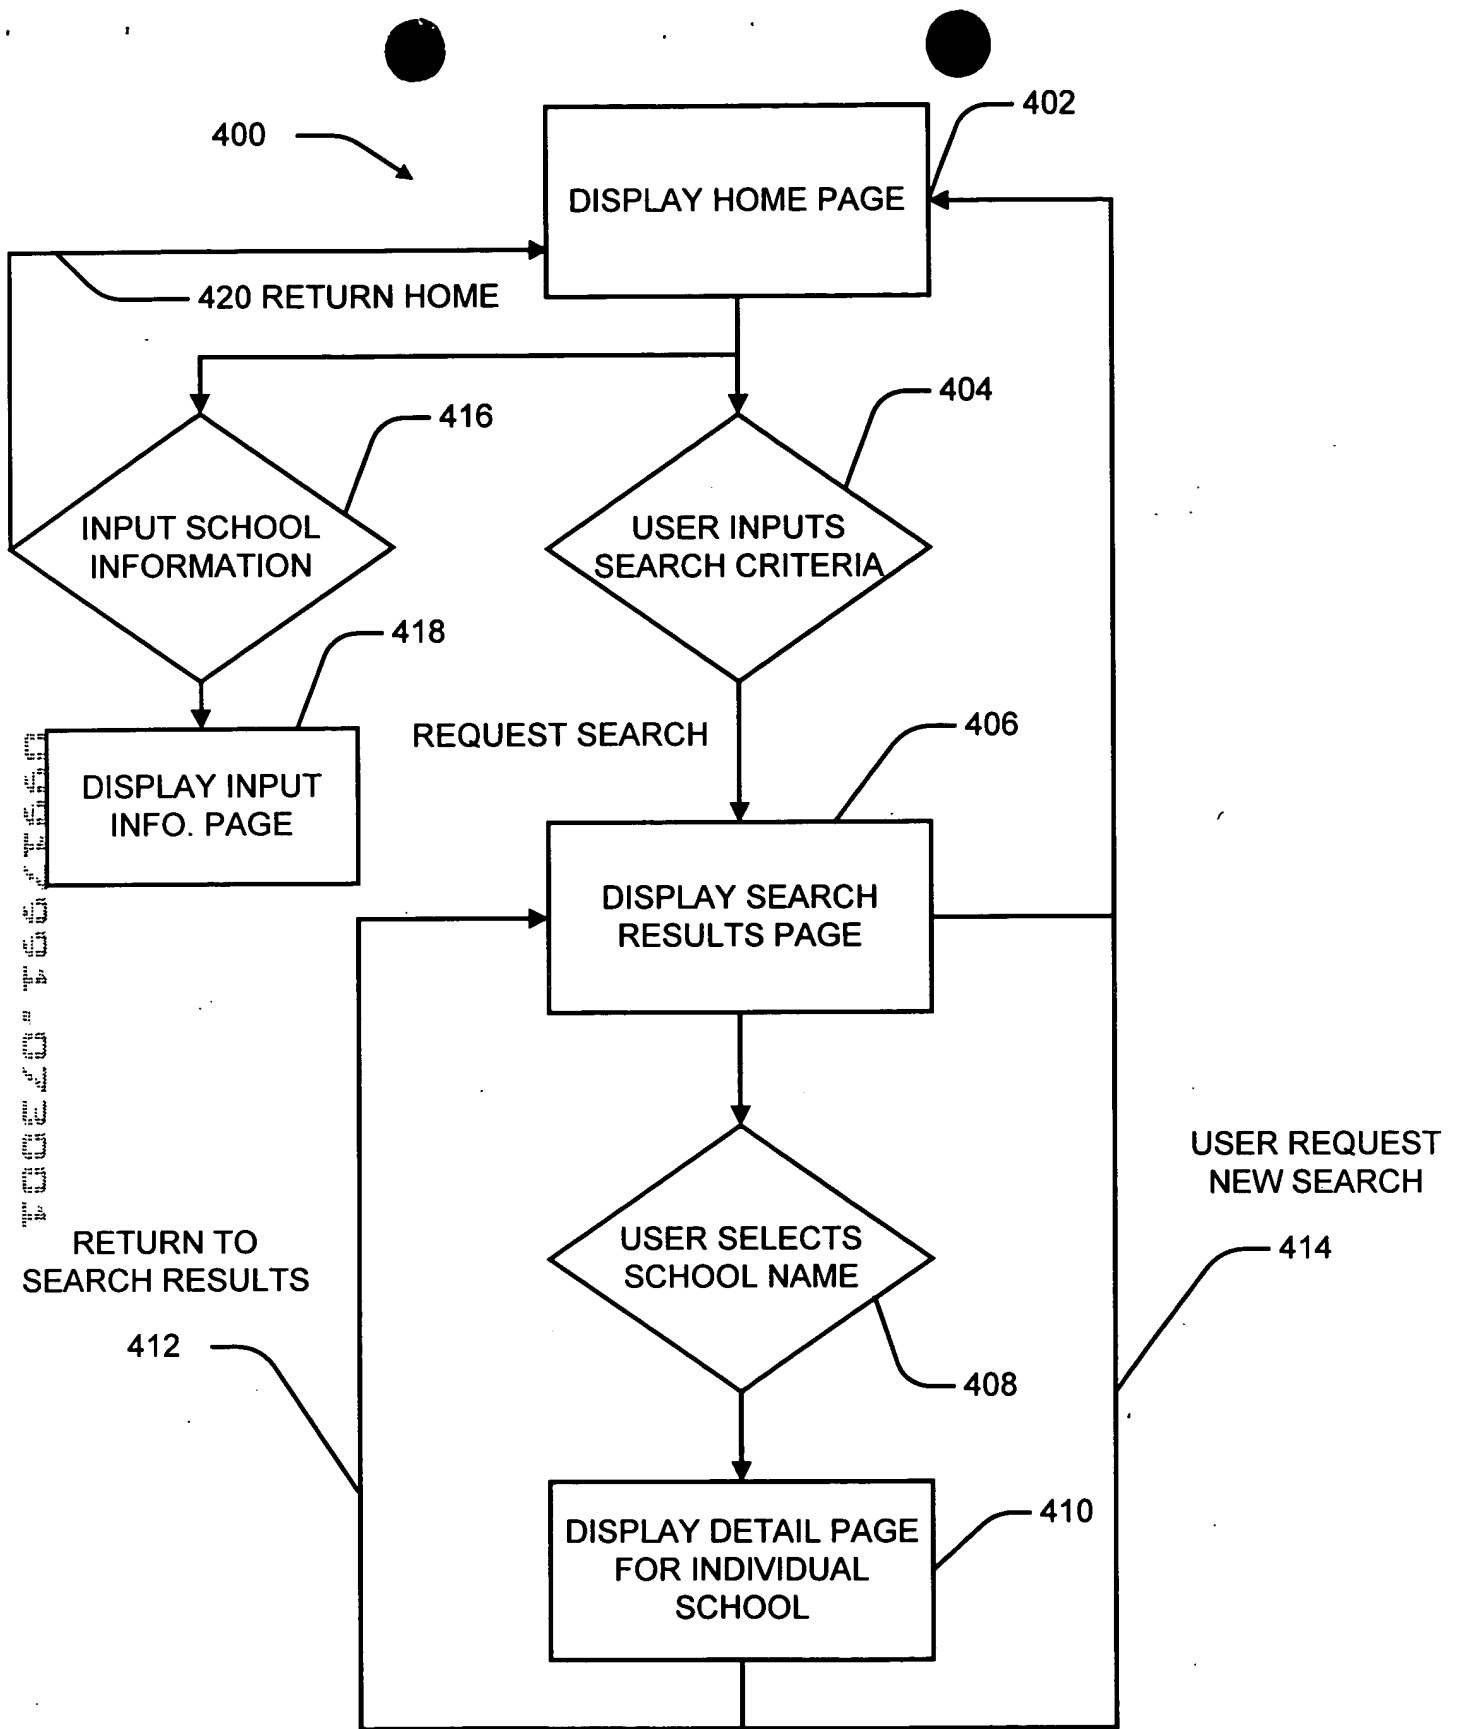 402
400
DISPLAY HOME PAGE
420 RETURN HOME
404
416
INPUT SCHOOL
INFORMATION
USER INPUTS
SEARCH CRITERIA
418
REQUEST SEARCH
406
DISPLAY INPUT
INFO. PAGE
DISPLAY SEARCH
RESULTS PAGE
USER REQUEST
NEW SEARCH
414
RETURN TO
SEARCH RESULTS
412
USER SELECTS
SCHOOL NAME
408
410
DISPLAY DETAIL PAGE
FOR INDIVIDUAL
SCHOOL